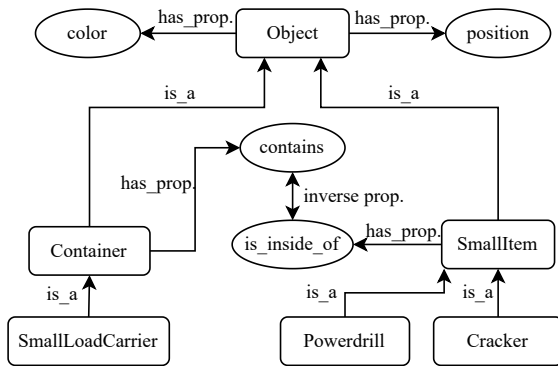 color
has_prop.
Object
has_prop.
position
is_a
is_a
contains
has_prop.
inverse prop.
Container
is_inside_of
has_prop.
SmallItem
is_a
is_a
is_a
SmallLoadCarrier
Powerdrill
Cracker